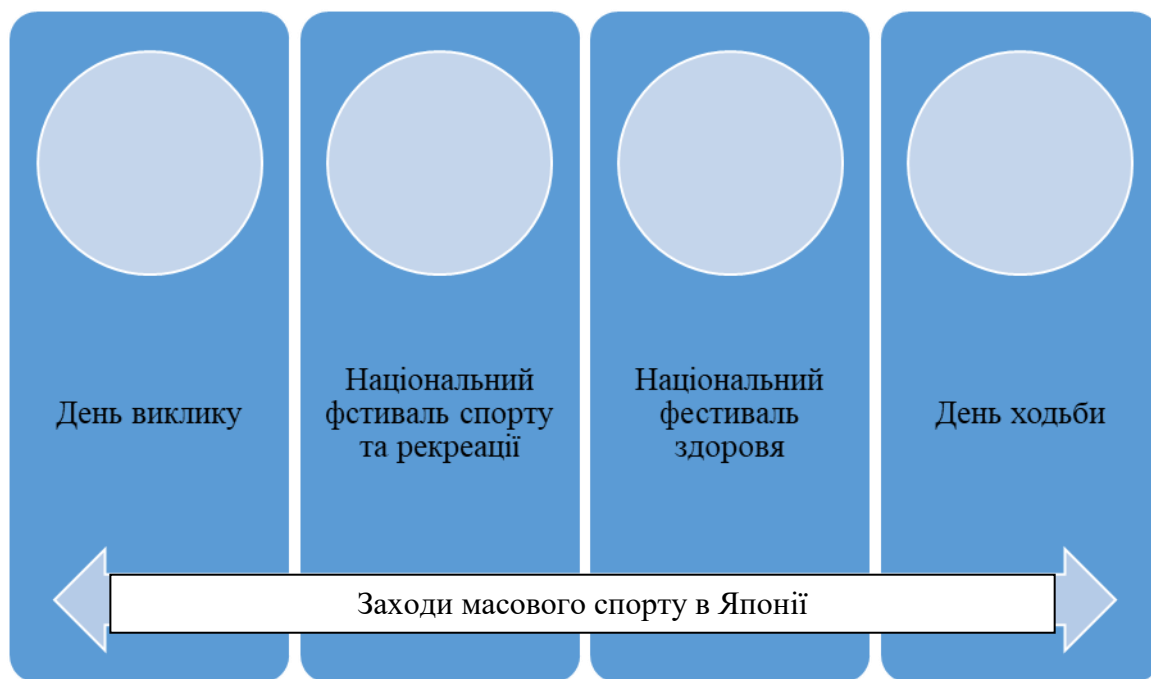 День виклику
Національний
фстиваль спорту
та рекреації
Національний
фестиваль
здоровя
День ходьби
Заходи масового спорту в Японії